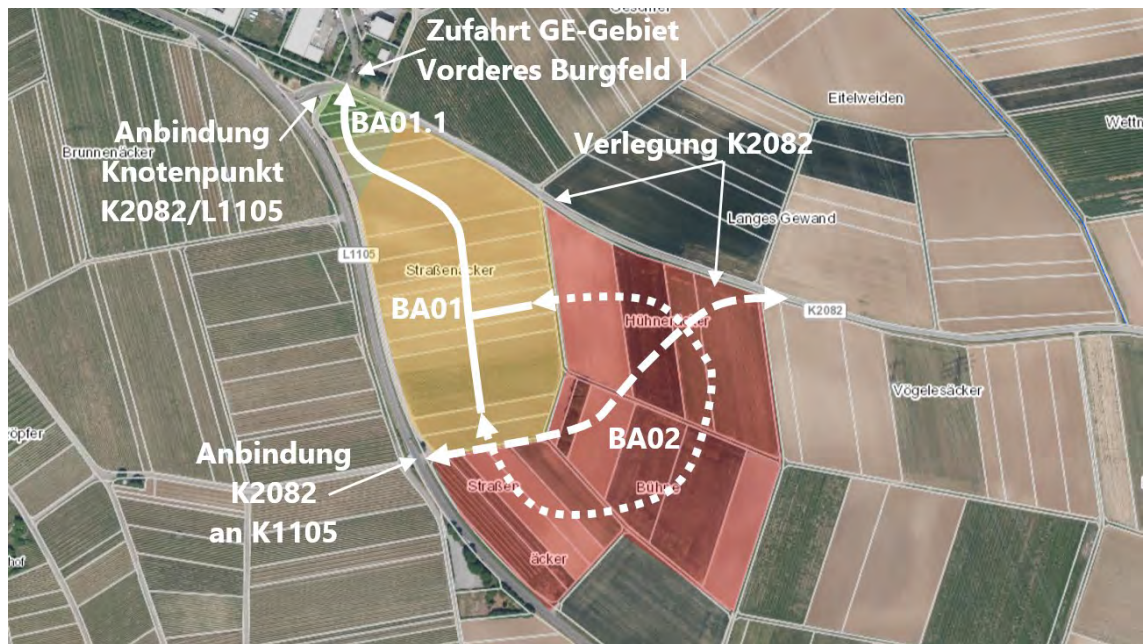 Zufahrt GE-Gebiet
Vorderes Burgfeld I
BA01.1
Eitelweiden
Anbindung
Knotenpunkt
K2082/L1105
Brunnenäcker
Verlegung K2082
Langes Gewand
L1105
Straßenäcker
BA01
K2082
Vögelesäcker
BA02
Anbindung
K2082
an K1105
Straßen
Bühne
äcker